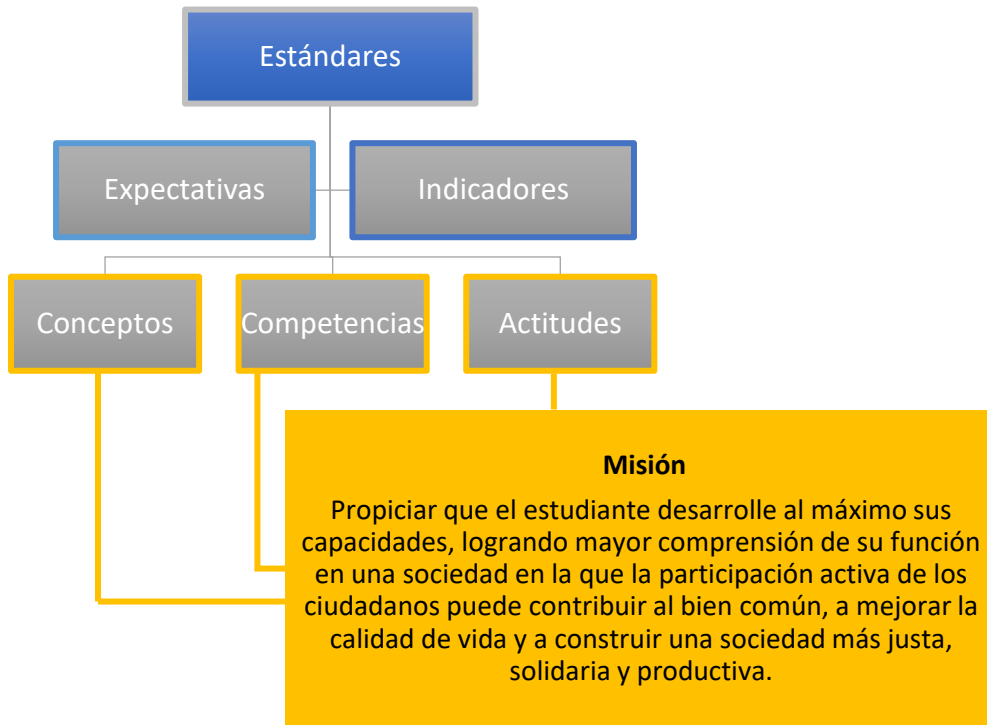 Estándares
Expectativas
Indicadores
Conceptos
Competencias
Actitudes
Misión
Propiciar que el estudiante desarrolle al máximo sus
capacidades, logrando mayor comprensión de su función
en una sociedad en la que la participación activa de los
ciudadanos puede contribuir al bien común, a mejorar la
calidad de vida y a construir una sociedad más justa,
solidaria y productiva.